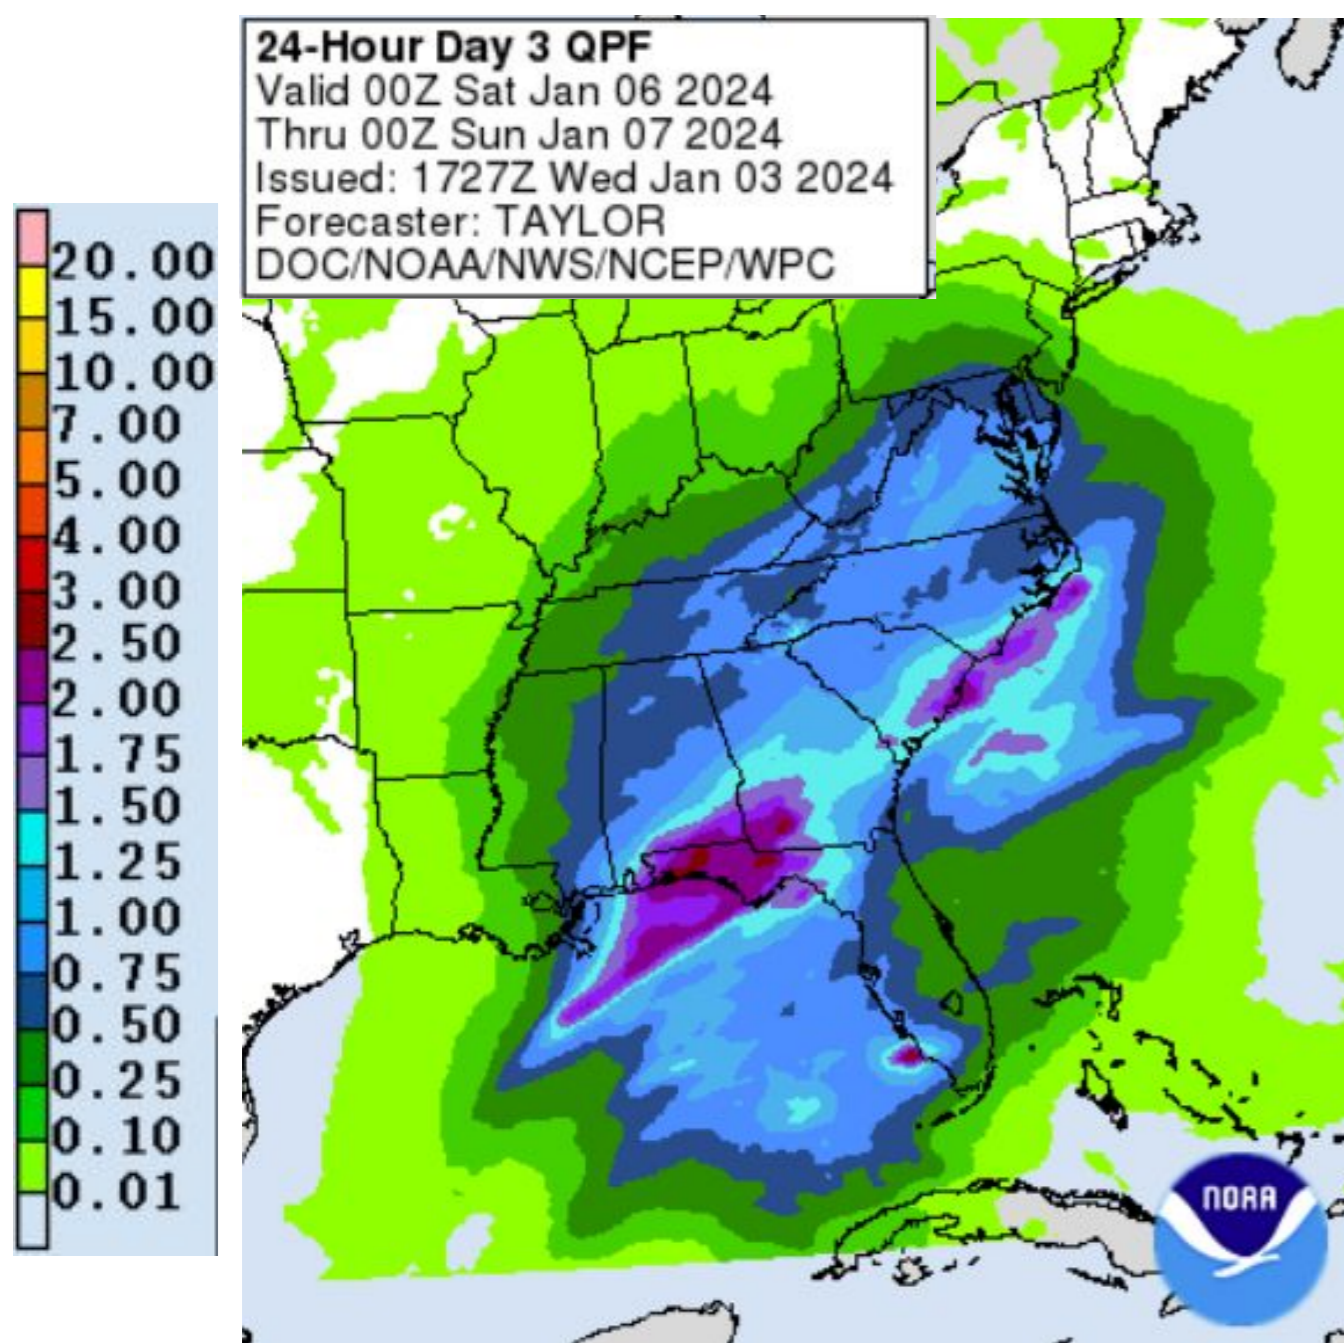 24-Hour Day 3 QPF
Valid 00Z Sat Jan 06 2024
Thru 00Z Sun Jan 07 2024
Issued: 1727Z Wed Jan 03 2024
Forecaster: TAYLOR
DOC/NOAA/NWS/NCEP/WPC
20.00
15.00
10.00
7.00
5.00
4.00
3.00
2.50
2.00
1.75
1.50
1.25
1.00
0.75
0.50
0.25
0.10
0.01
NOAA